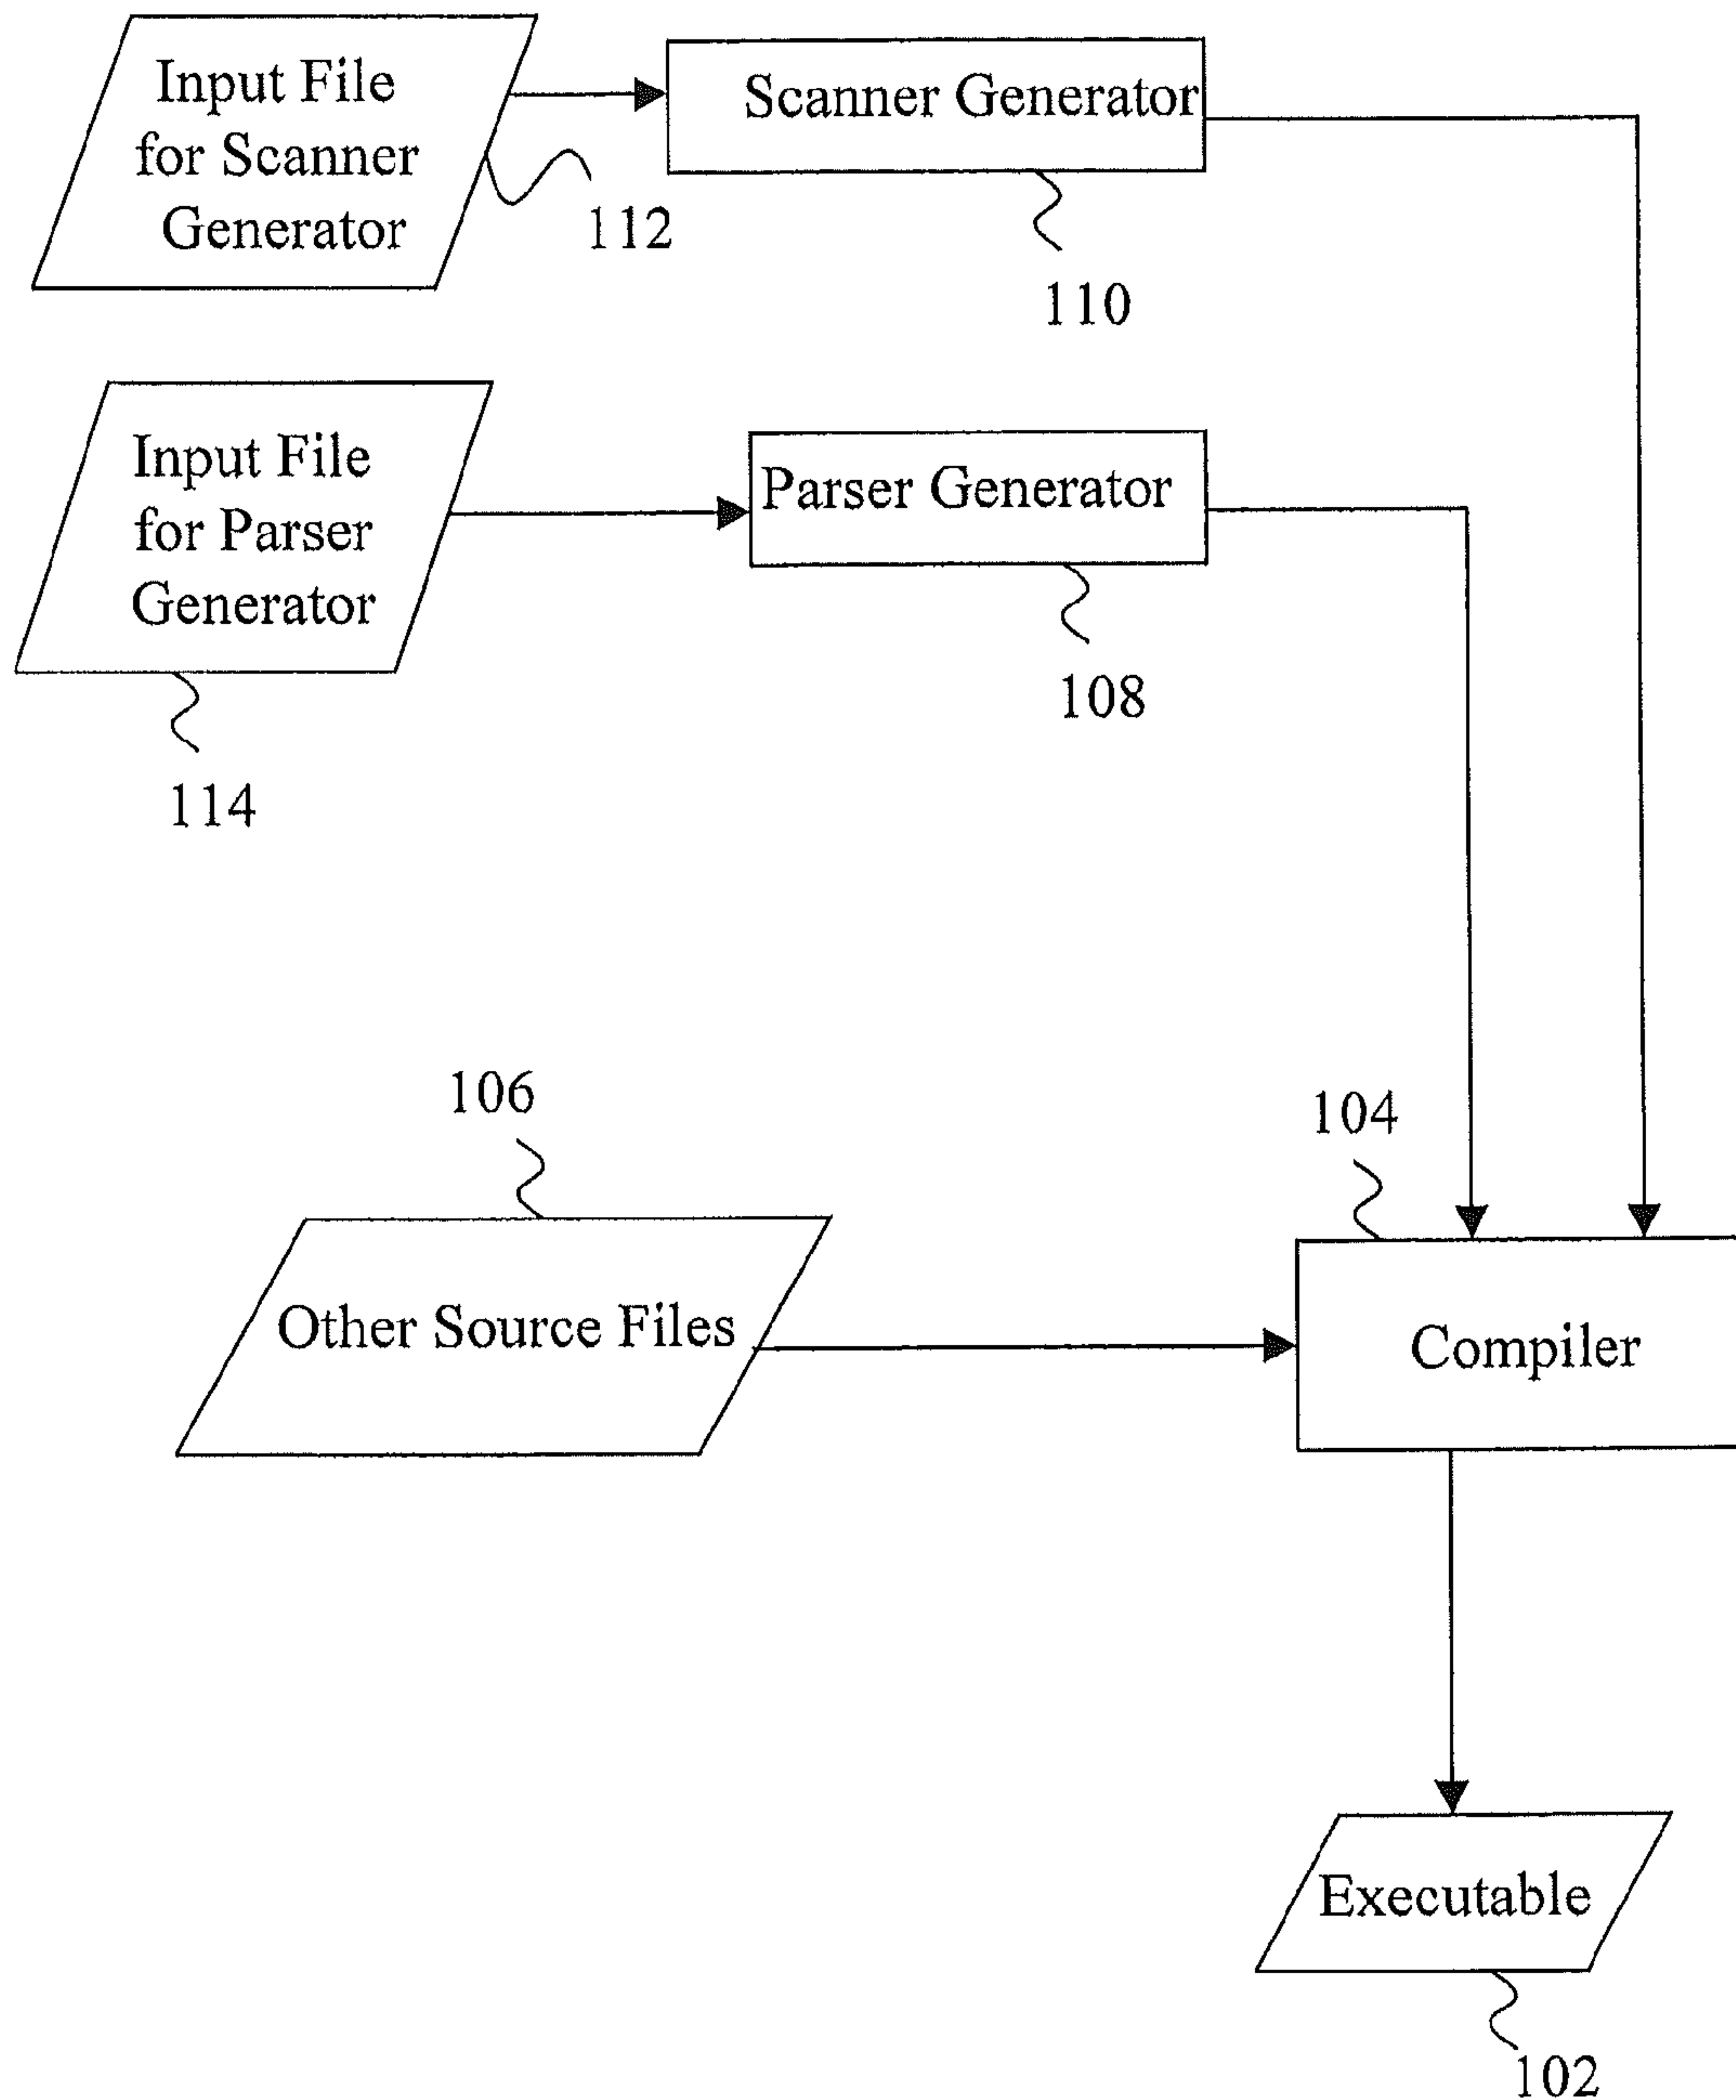 Input File
for Scanner
Generator
Scanner Generator
112
110
Input File
for Parser
Generator
Parser Generator
108
114
106
104
Other Source Files
Compiler
Executable
102